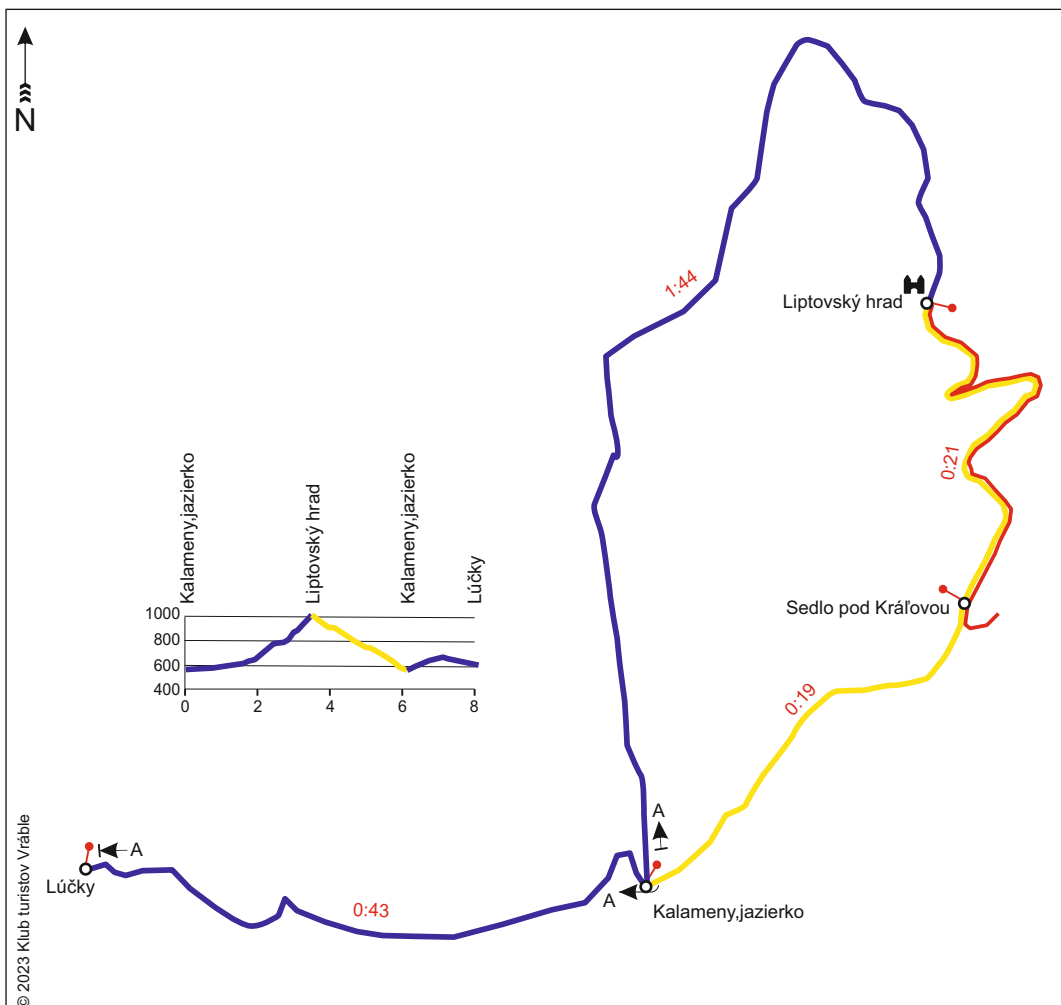 N
1:44
Liptovský hrad
0:21
Sedlo pod Kráľovou
0:19
Kalameny,jazierko
Liptovský hrad
Kalameny,jazierko
Lúčky
1000
800
600
400
0
2
4
6
8
A
A
A
Lúčky
0:43
Kalameny,jazierko
© 2023 Klub turistov Vráble